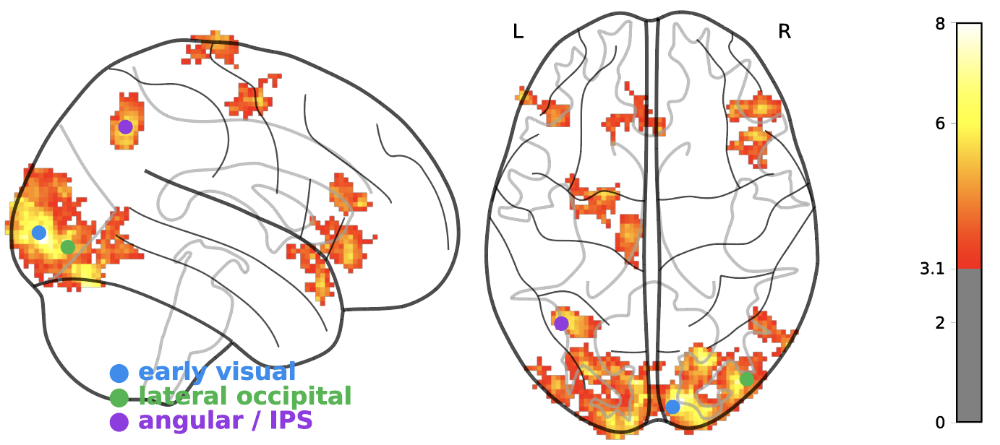 L
R
8
6
3.1
2
0
early visual
lateral occipital
angular / IPS